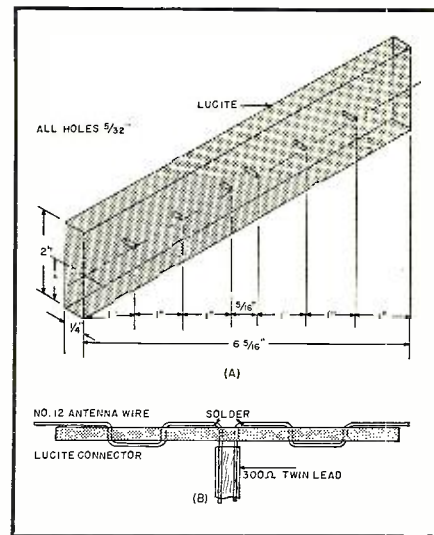 LUCITE
ALL HOLES 5/32"
2"
5/16"
1" 1" 1" 1" 1" 1"
1/4"
6 5/16"
(A)
NO. 12 ANTENNA WIRE SOLDER
LUCITE CONNECTOR
300Ω TWIN LEAD
(B)